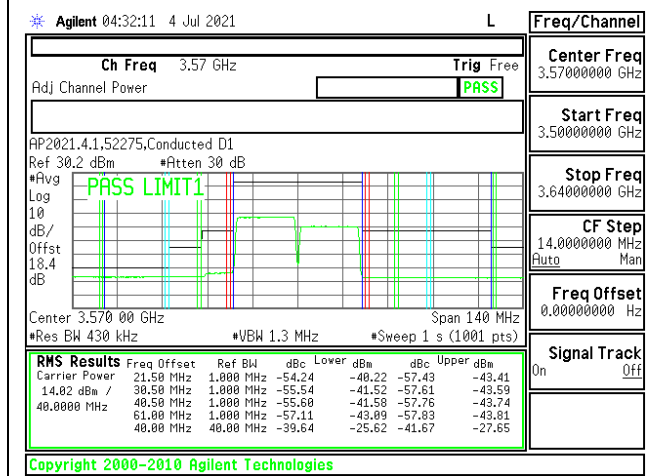 Agilent 04:32:11 4 Jul 2021 L
Freq/Channel
Ch Freq 3.57 GHz Trig Free
Adj Channel Power PASS
Center Freq
3.57000000 GHz
Start Freq
3.50000000 GHz
Stop Freq
3.64000000 GHz
CF Step
14.0000000 MHz
Auto Man
Freq Offset
0.00000000 Hz
Signal Track
On Off
AP2021.4.1,52275,Conducted D1
Ref 30.2 dBm #Atten 30 dB
#Avg
Log
10
dB/
Offst
18.4
dB
PASS LIMIT1
Center 3.570 00 GHz Span 140 MHz
#Res BW 430 kHz #VBW 1.3 MHz #Sweep 1 s (1001 pts)
RMS Results Freq Offset Ref BW dBc Lower dBm dBc Upper dBm
Carrier Power 21.50 MHz 1.000 MHz -54.24 -40.22 -57.43 -43.41
14.02 dBm / 30.50 MHz 1.000 MHz -55.54 -41.52 -57.61 -43.59
40.0000 MHz 40.50 MHz 1.000 MHz -55.60 -41.58 -57.76 -43.74
61.00 MHz 1.000 MHz -57.11 -43.09 -57.83 -43.81
40.00 MHz 40.00 MHz -39.64 -25.62 -41.67 -27.65
Copyright 2000-2010 Agilent Technologies